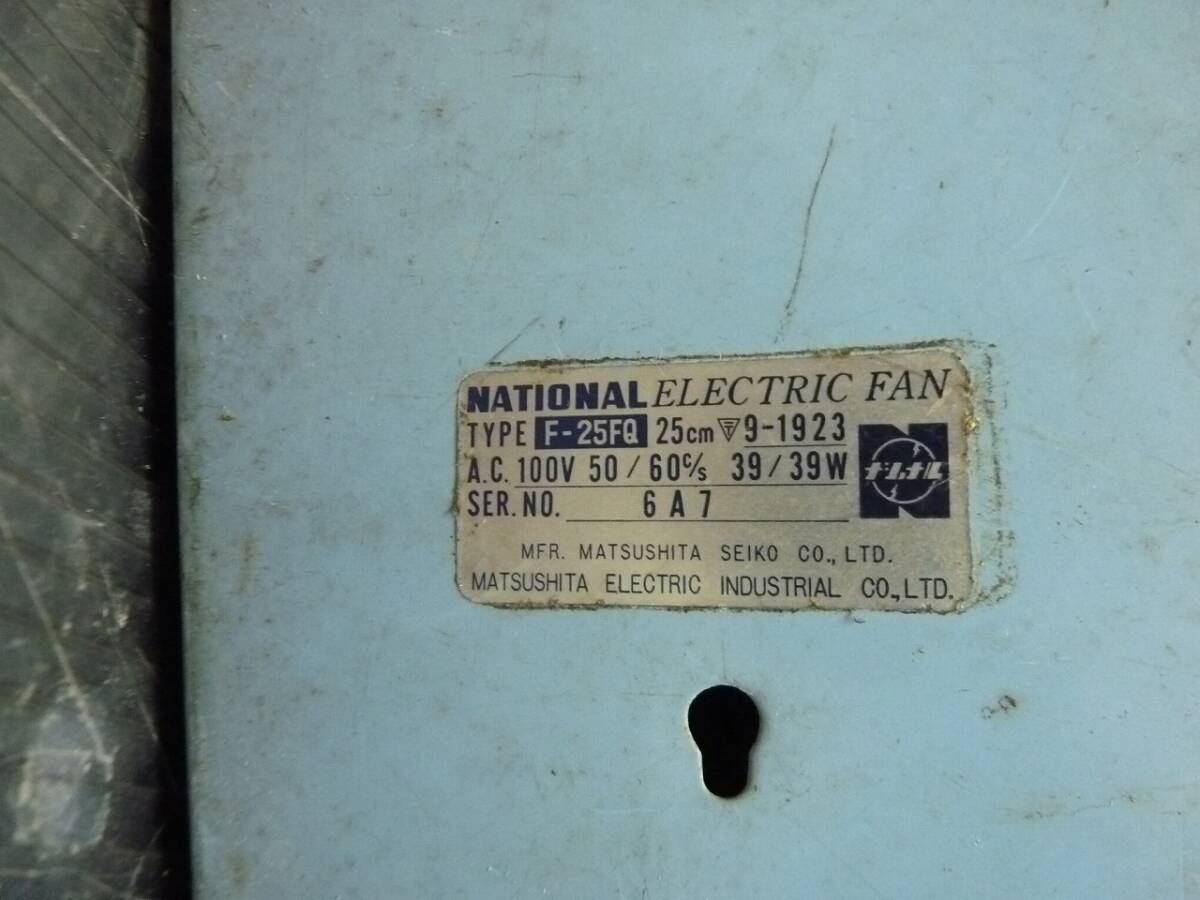 NATIONAL ELECTRIC FAN
TYPE F-25FQ 25cm 〒 9-1923
A.C. 100V 50/60c/s 39/39W
ナショナル
SER. NO. 6A7
MFR. MATSUSHITA SEIKO CO., LTD.
MATSUSHITA ELECTRIC INDUSTRIAL CO., LTD.